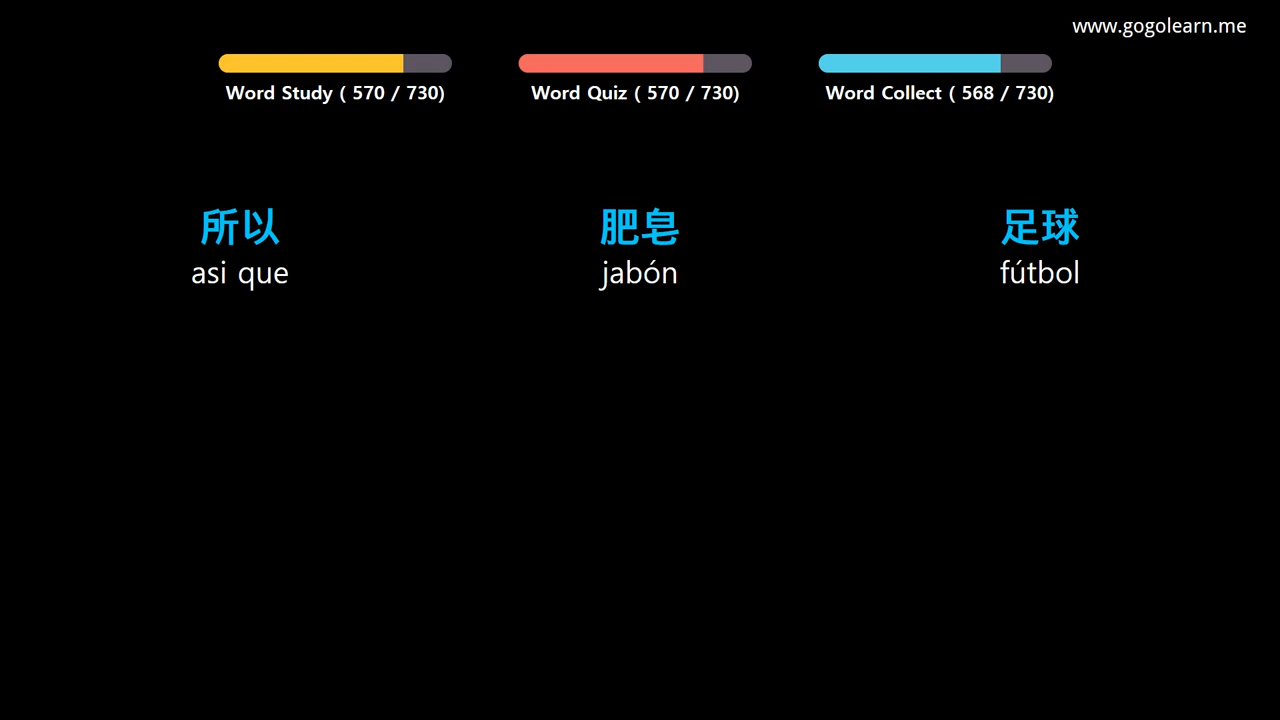 www.gogolearn.me
Word Study ( 570 / 730)
Word Quiz ( 570 / 730)
Word Collect ( 568 / 730)
所以
asi que
肥皂
jabón
足球
fútbol